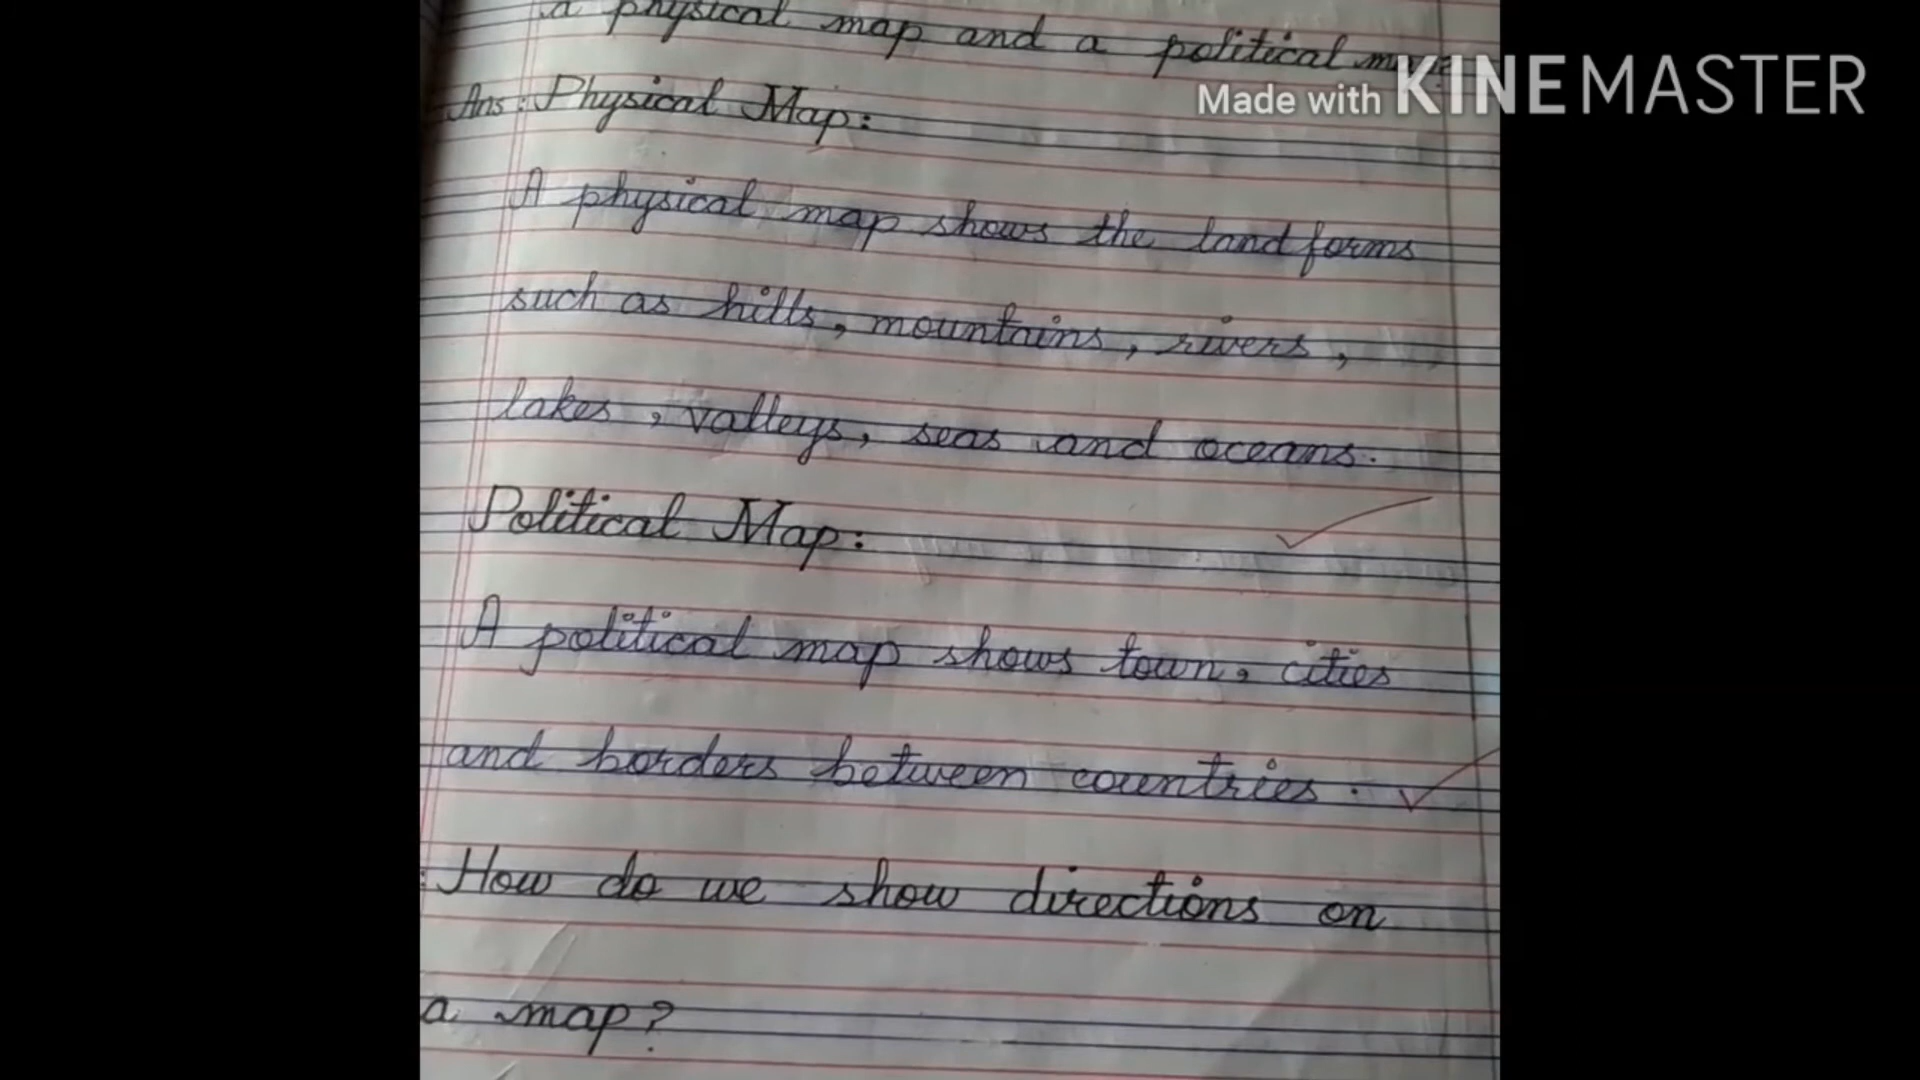 a physical map and a political map?
Made with KINEMASTER
Ans: Physical Map:
A physical map shows the landforms
such as hills, mountains, rivers,
lakes, valleys, seas and oceans.
Political Map:
A political map shows town, cities
and borders between countries.
: How do we show directions on
a map?